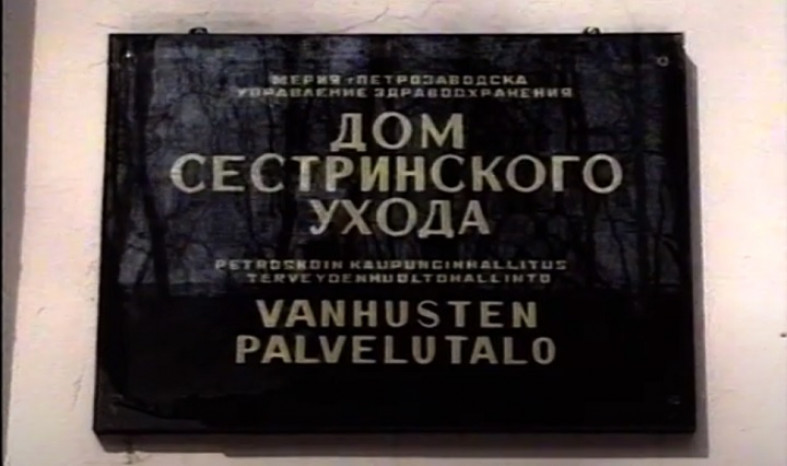 МЕРИЯ г.ПЕТРОЗАВОДСКА
УПРАВЛЕНИЕ ЗДРАВООХРАНЕНИЯ
ДОМ
СЕСТРИНСКОГО
УХОДА
PETROSKOIN KAUPUNGINHALLITUS
TERVEYDENHUOLTOHALLINTO
VANHUSTEN
PALVELUTALO